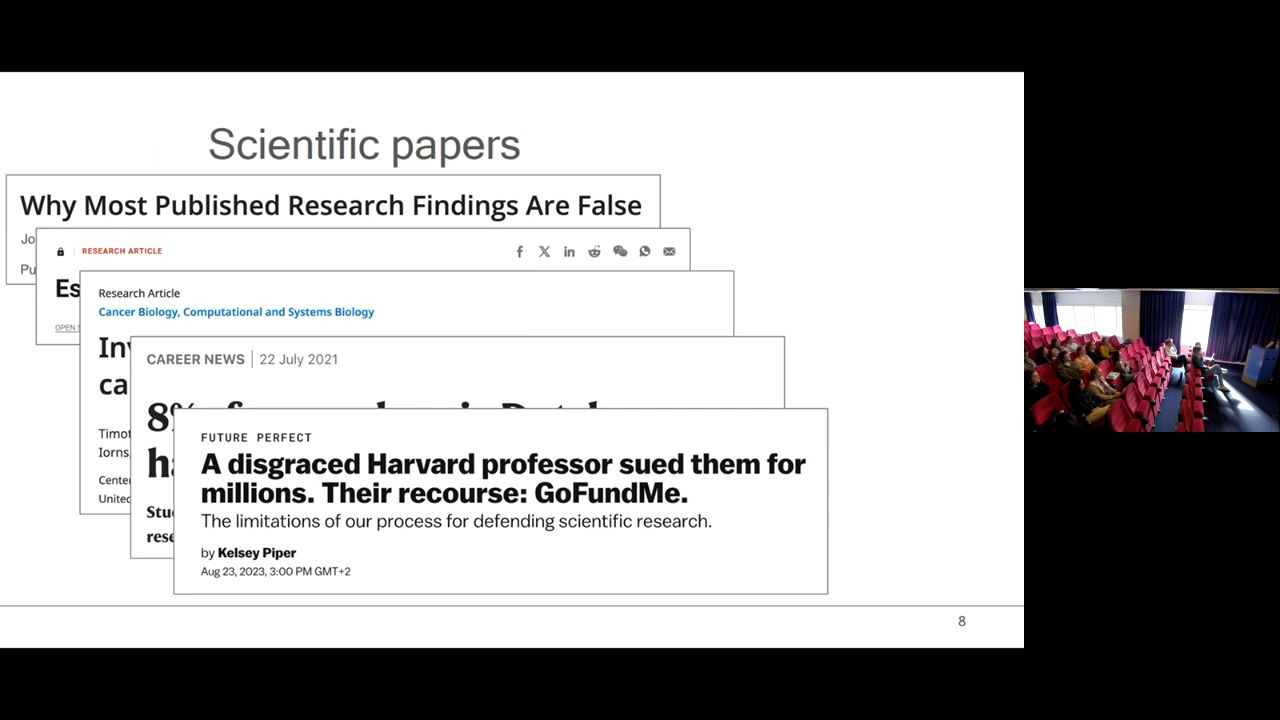 Scientific papers
Why Most Published Research Findings Are False
Jo
Pu
RESEARCH ARTICLE
Es
OPEN
Research Article
Cancer Biology, Computational and Systems Biology
ca
Timot
Iorns,
Center
United
CAREER NEWS | 22 July 2021
8%
ha
Stu
rese
FUTURE PERFECT
A disgraced Harvard professor sued them for
millions. Their recourse: GoFundMe.
The limitations of our process for defending scientific research.
by Kelsey Piper
Aug 23, 2023, 3:00 PM GMT+2
8